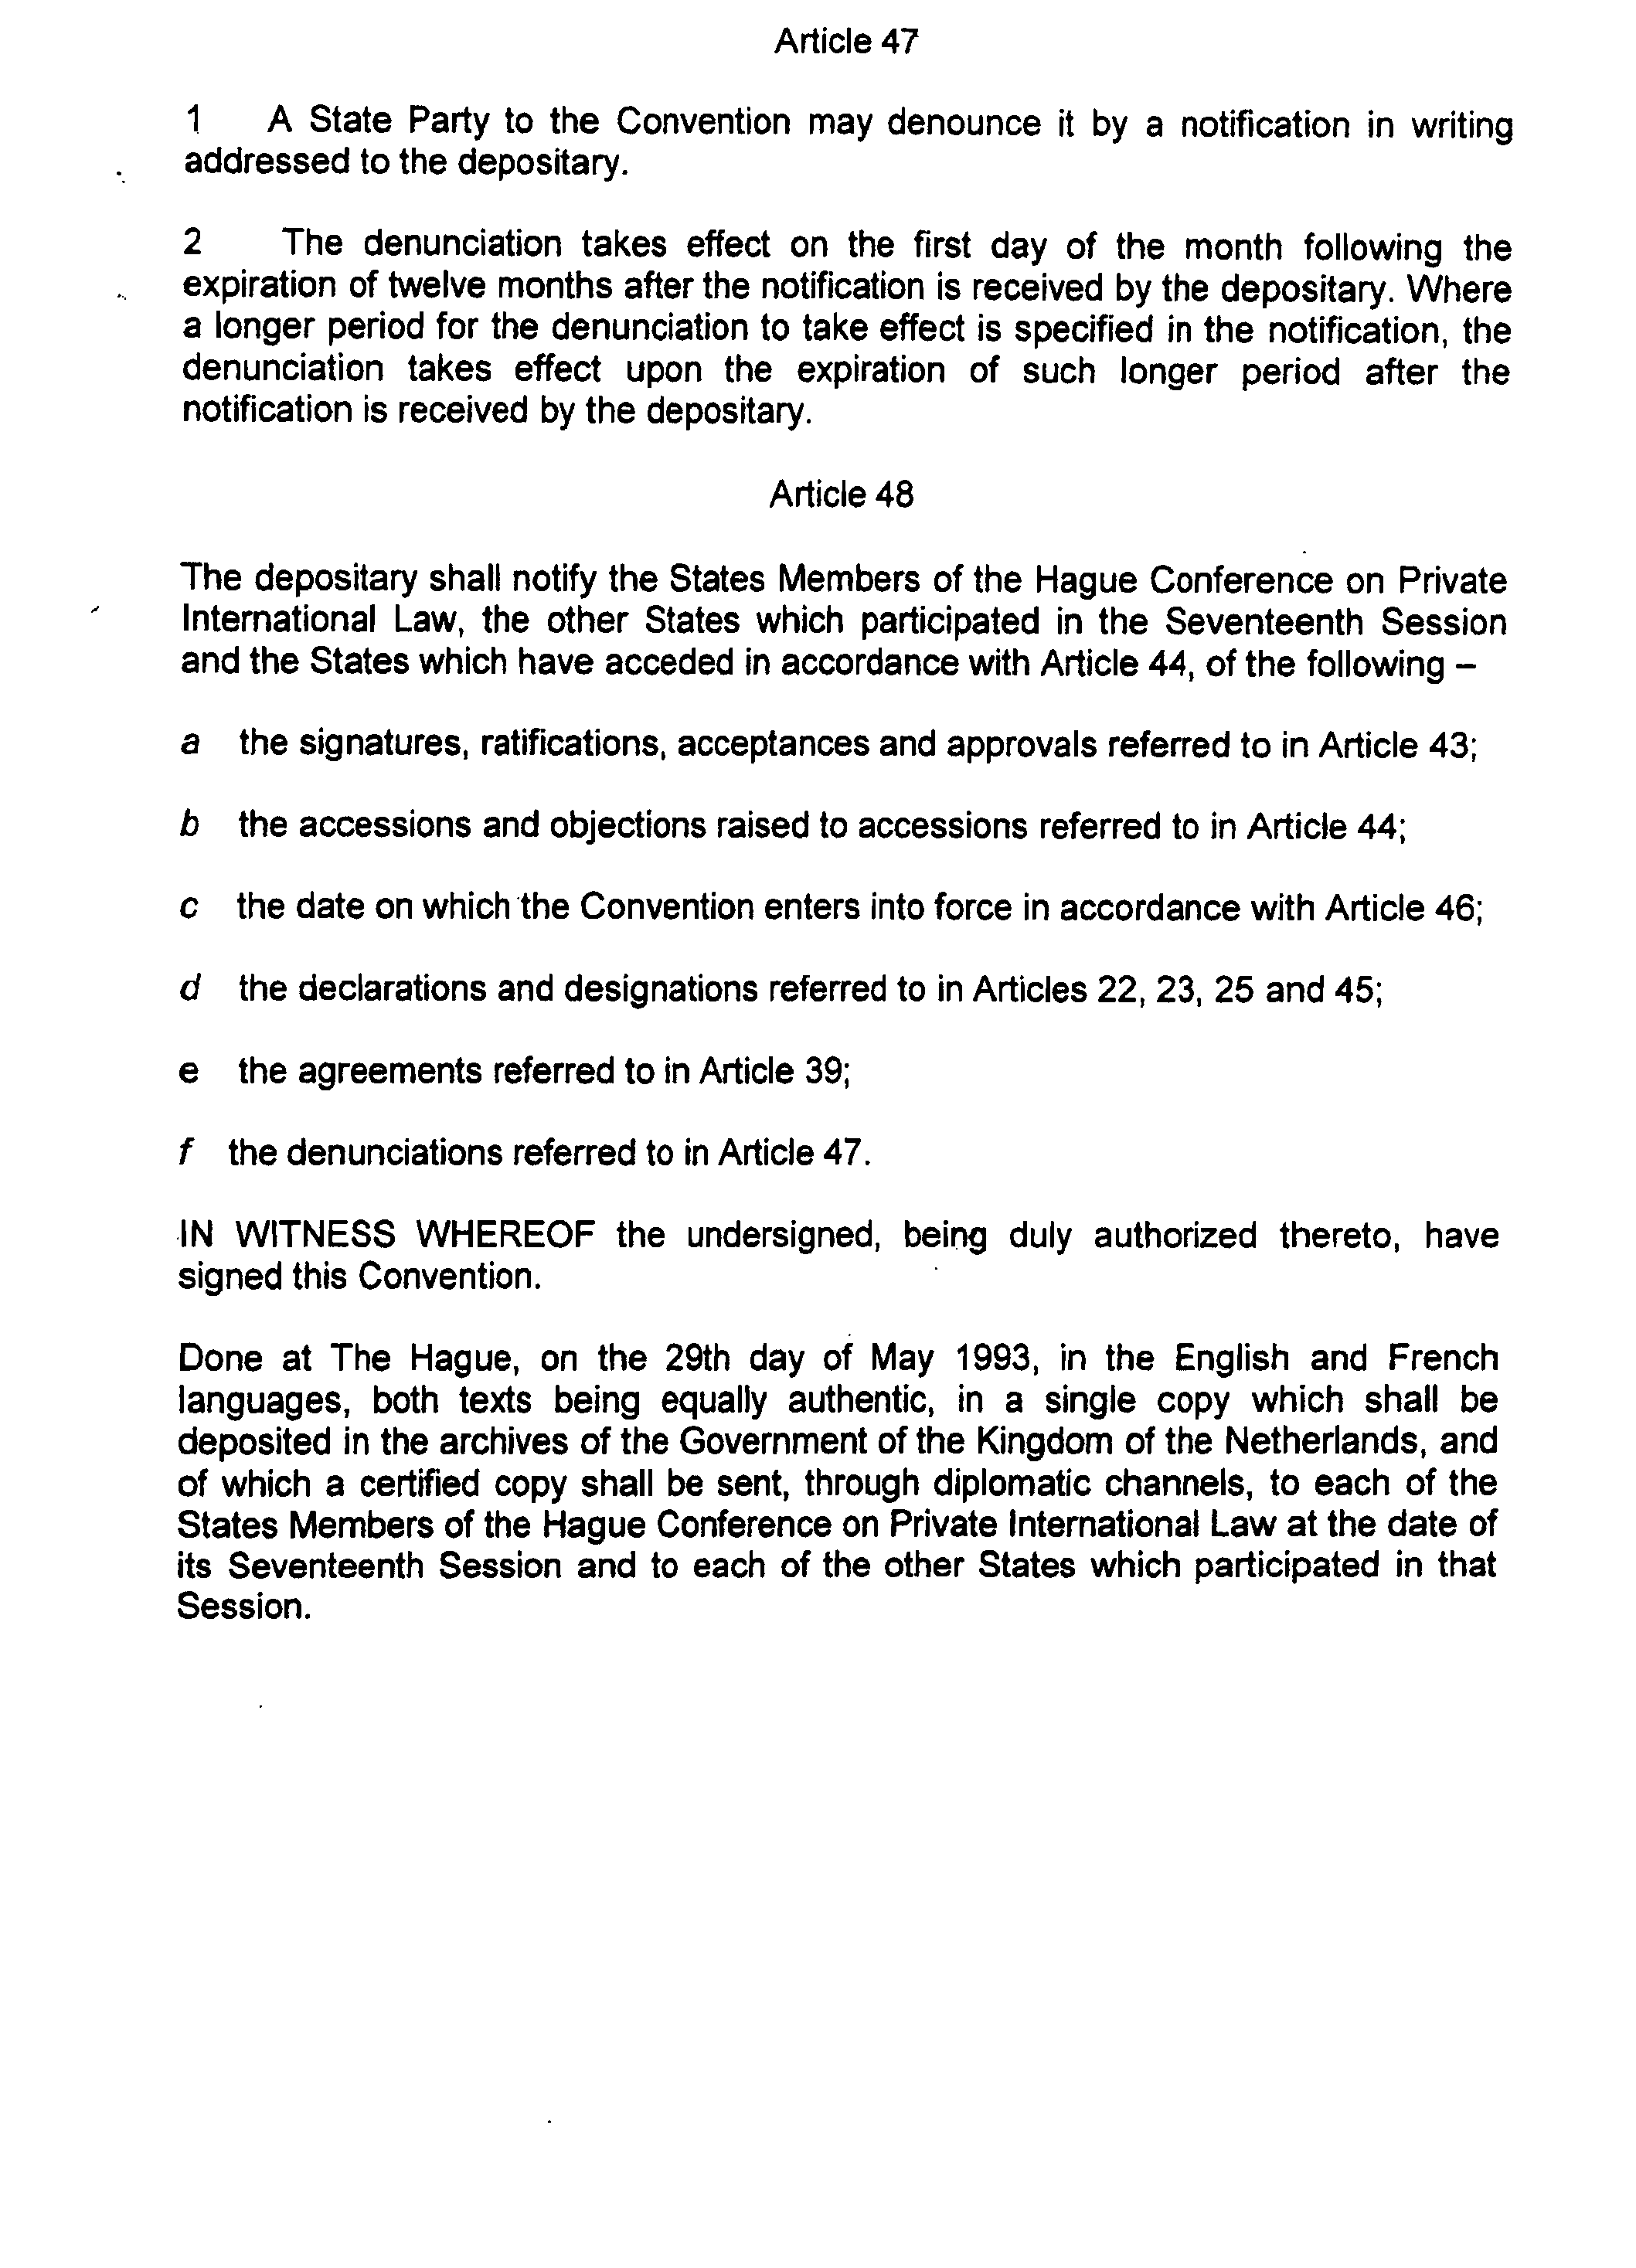 Article 47
1 A State Party to the Convention may denounce it by a notification in writing
addressed to the depositary.
2 The denunciation takes effect on the first day of the month following the
expiration of twelve months after the notification is received by the depositary. Where
a longer period for the denunciation to take effect is specified in the notification, the
denunciation takes effect upon the expiration of such longer period after the
notification is received by the depositary.
Article 48
The depositary shall notify the States Members of the Hague Conference on Private
International Law, the other States which participated in the Seventeenth Session
and the States which have acceded in accordance with Article 44, of the following –
a the signatures, ratifications, acceptances and approvals referred to in Article 43;
b the accessions and objections raised to accessions referred to in Article 44;
c the date on which the Convention enters into force in accordance with Article 46;
d the declarations and designations referred to in Articles 22, 23, 25 and 45;
e the agreements referred to in Article 39;
f the denunciations referred to in Article 47.
IN WITNESS WHEREOF the undersigned, being duly authorized thereto, have
signed this Convention.
Done at The Hague, on the 29th day of May 1993, in the English and French
languages, both texts being equally authentic, in a single copy which shall be
deposited in the archives of the Government of the Kingdom of the Netherlands, and
of which a certified copy shall be sent, through diplomatic channels, to each of the
States Members of the Hague Conference on Private International Law at the date of
its Seventeenth Session and to each of the other States which participated in that
Session.